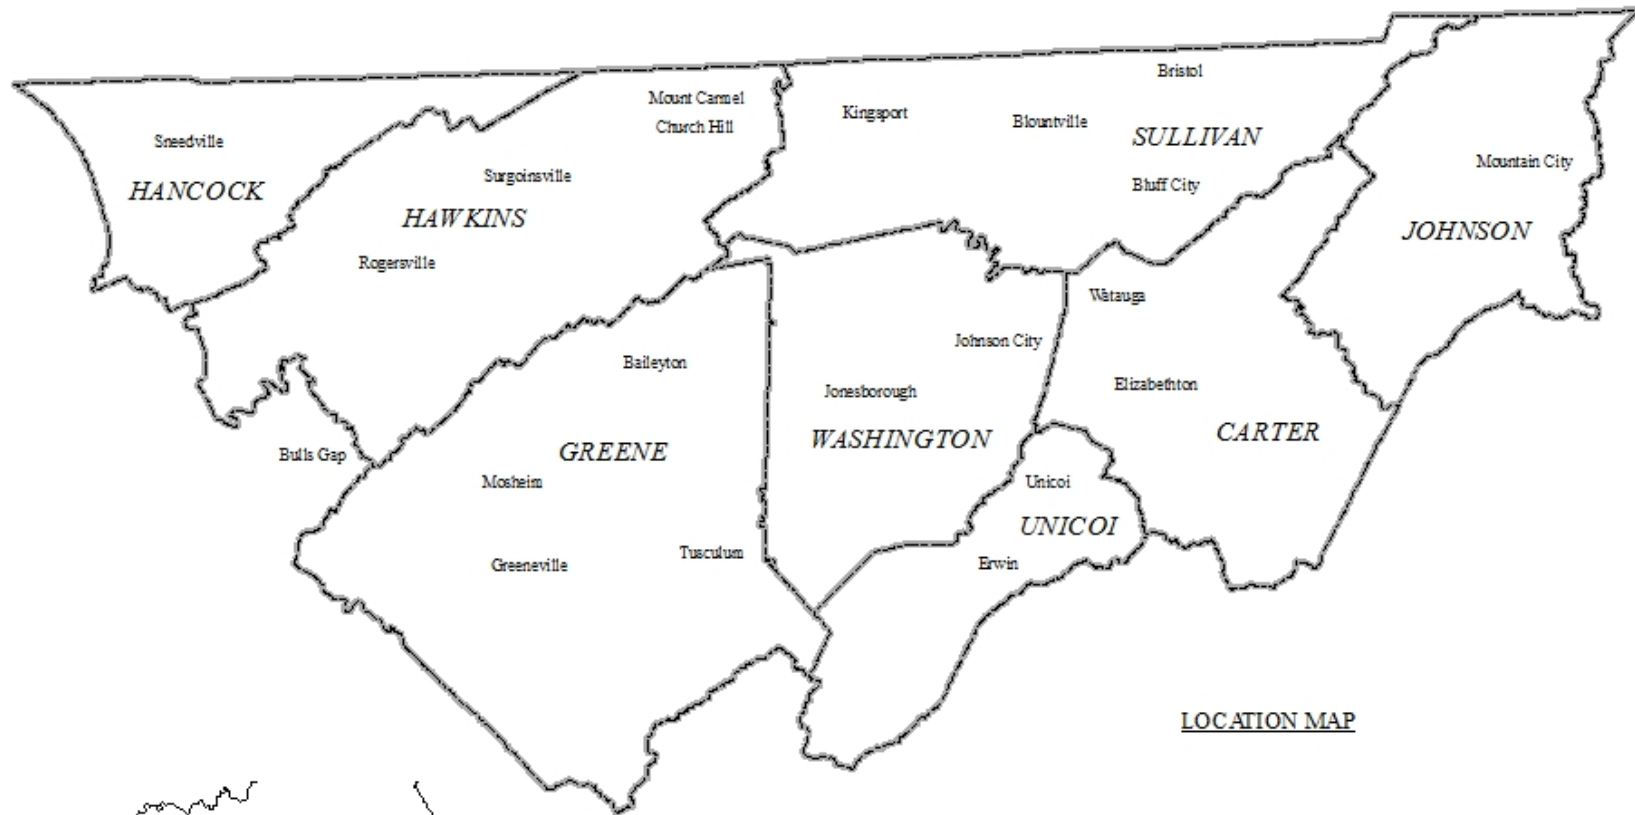 Bristol
Mount Carmel
Kingsport
Blountville
Church Hill
SULLIVAN
Sneedville
Mountain City
Surgoinsville
Bluff City
HANCOCK
HAWKINS
JOHNSON
Rogersville
Watauga
Johnson City
Baileyton
Elizabethton
Jonesborough
CARTER
WASHINGTON
GREENE
Bulls Gap
Mosheim
Unicoi
UNICOI
Tusculum
Greeneville
Erwin
LOCATION MAP